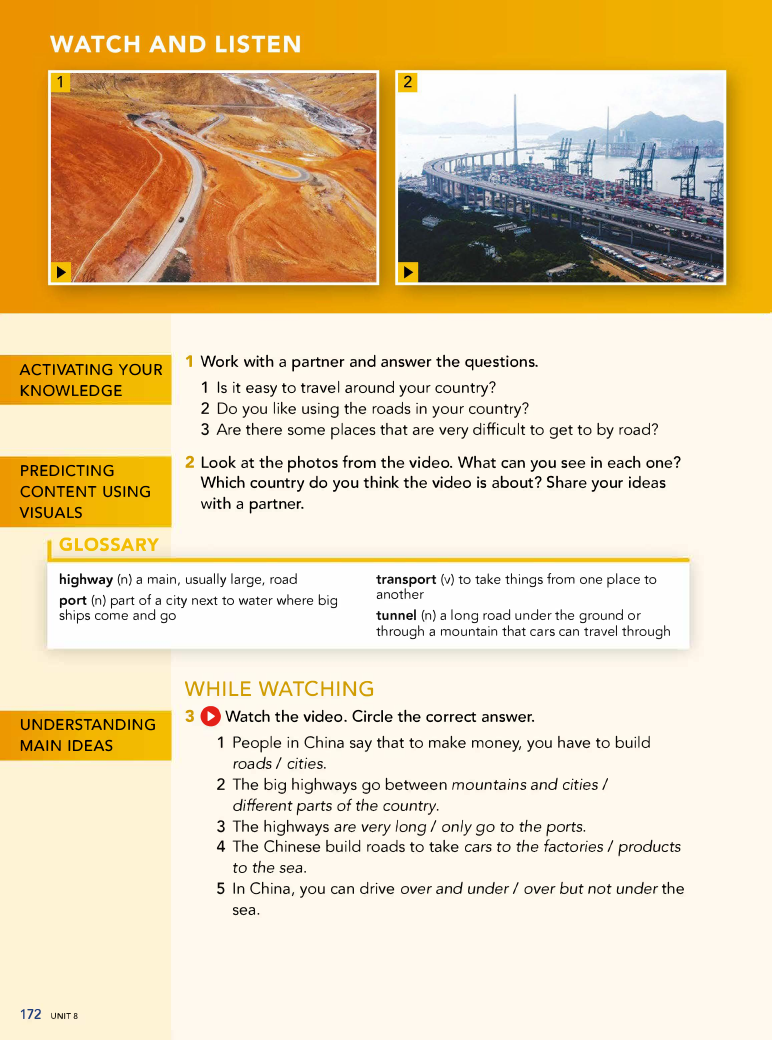 WATCH AND LISTEN
1
2
ACTIVATING YOUR
KNOWLEDGE
1 Work with a partner and answer the questions.
1 Is it easy to travel around your country?
2 Do you like using the roads in your country?
3 Are there some places that are very difficult to get to by road?
PREDICTING
CONTENT USING
VISUALS
2 Look at the photos from the video. What can you see in each one?
Which country do you think the video is about? Share your ideas
with a partner.
GLOSSARY
highway (n) a main, usually large, road
port (n) part of a city next to water where big
ships come and go
transport (v) to take things from one place to
another
tunnel (n) a long road under the ground or
through a mountain that cars can travel through
WHILE WATCHING
UNDERSTANDING
MAIN IDEAS
3 Watch the video. Circle the correct answer.
1 People in China say that to make money, you have to build
roads / cities.
2 The big highways go between mountains and cities /
different parts of the country.
3 The highways are very long / only go to the ports.
4 The Chinese build roads to take cars to the factories / products
to the sea.
5 In China, you can drive over and under / over but not under the
sea.
172 UNIT 8